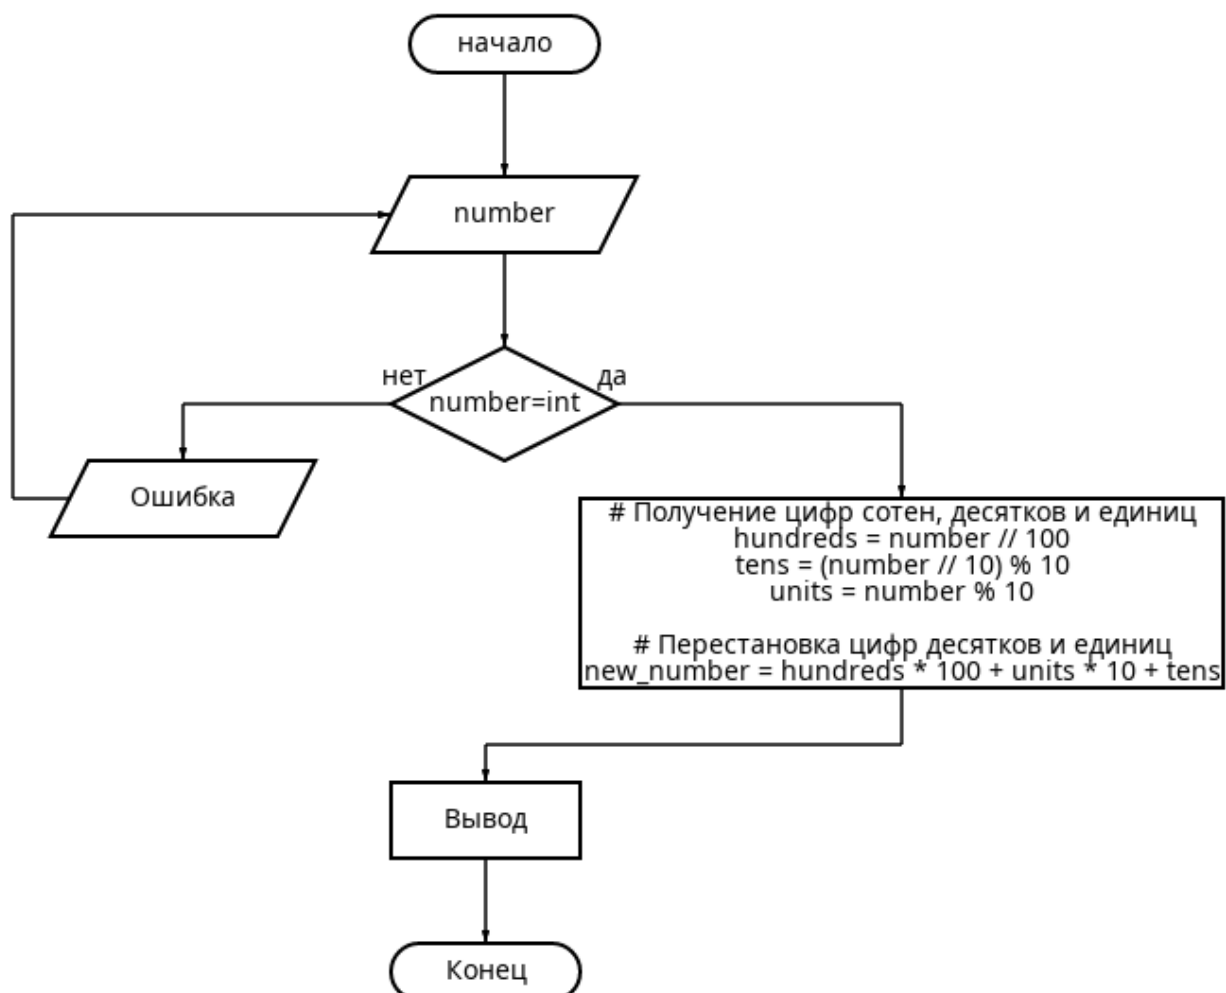 начало
number
нет
да
number=int
Ошибка
# Получение цифр сотен, десятков и единиц
hundreds = number // 100
tens = (number // 10) % 10
units = number % 10
# Перестановка цифр десятков и единиц
new_number = hundreds * 100 + units * 10 + tens
Вывод
Конец